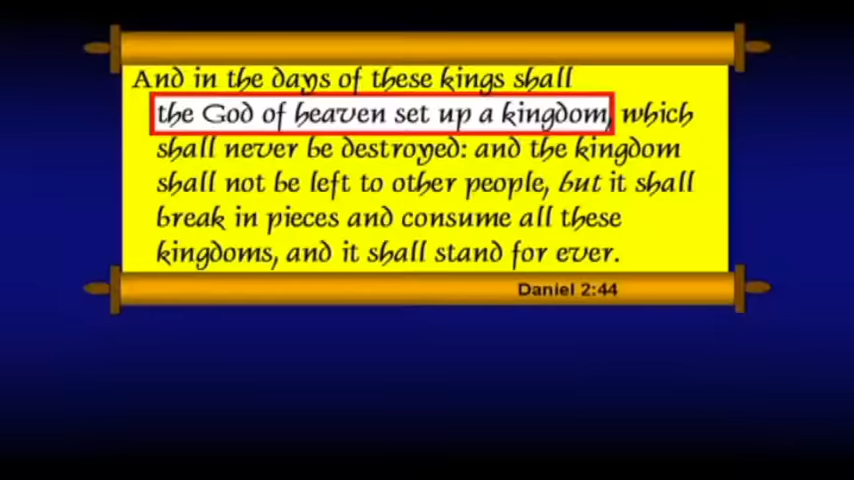 And in the days of these kings shall
the God of heaven set up a kingdom, which
shall never be destroyed: and the kingdom
shall not be left to other people, but it shall
break in pieces and consume all these
kingdoms, and it shall stand for ever.
Daniel 2:44